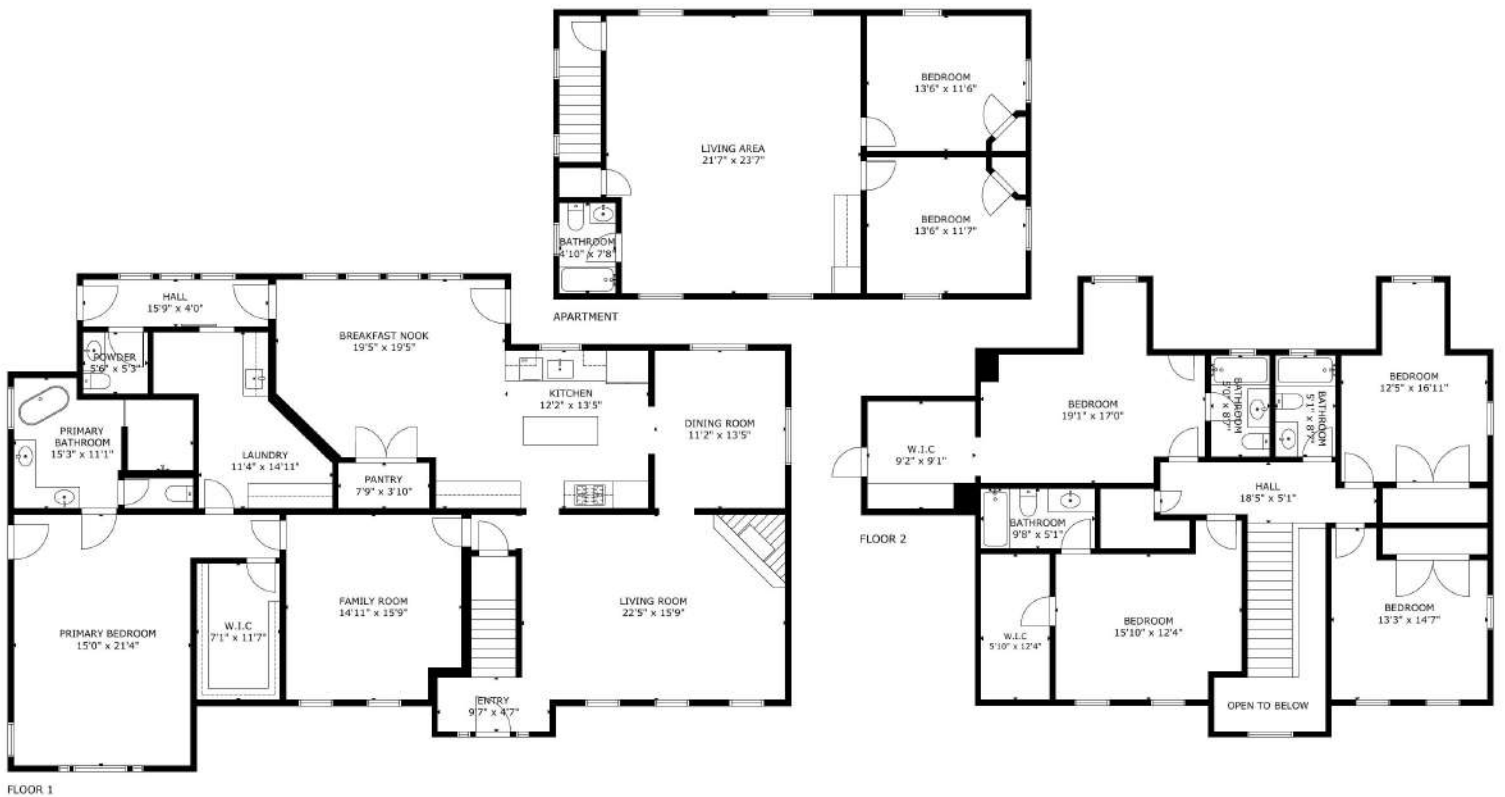 BEDROOM
13'6" x 11'6"
LIVING AREA
21'7" x 23'7"
BEDROOM
13'6" x 11'7"
BATHROOM
4'10" x 7'8"
APARTMENT
HALL
15'9" x 4'0"
BREAKFAST NOOK
19'5" x 19'5"
POWDER
5'6" x 5'3"
KITCHEN
12'2" x 13'5"
DINING ROOM
11'2" x 13'5"
PRIMARY
BATHROOM
15'3" x 11'1"
LAUNDRY
11'4" x 14'11"
PANTRY
7'9" x 3'10"
FAMILY ROOM
14'11" x 15'9"
LIVING ROOM
22'5" x 15'9"
W.I.C
7'1" x 11'7"
PRIMARY BEDROOM
15'0" x 21'4"
ENTRY
9'7" x 4'7"
FLOOR 1
BEDROOM
12'5" x 16'11"
BEDROOM
19'1" x 17'0"
BATHROOM
5'0" x 8'7"
BATHROOM
5'1" x 8'7"
W.I.C
9'2" x 9'1"
HALL
18'5" x 5'1"
BATHROOM
9'8" x 5'1"
FLOOR 2
BEDROOM
13'3" x 14'7"
BEDROOM
15'10" x 12'4"
W.I.C
5'10" x 12'4"
OPEN TO BELOW